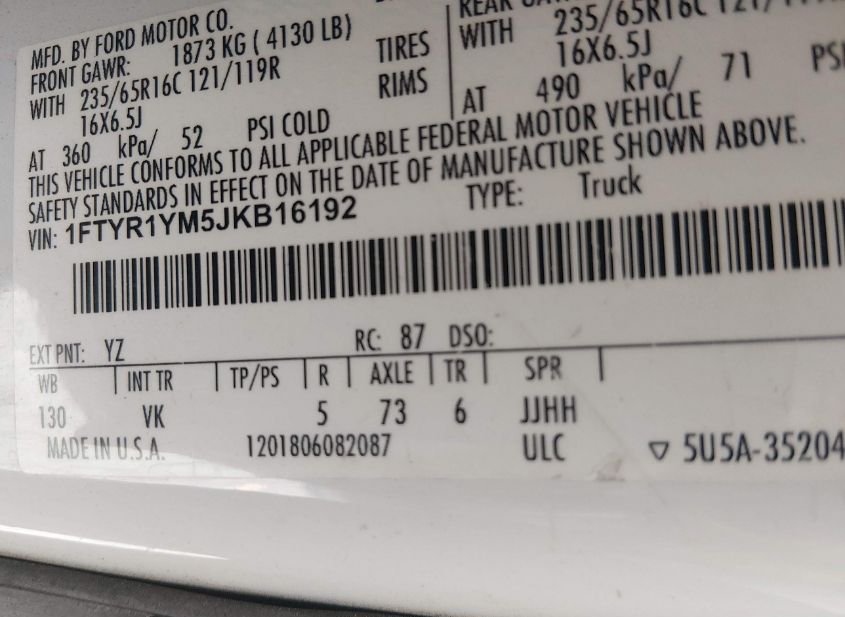 MFD. BY FORD MOTOR CO.
FRONT GAWR: 1873 KG ( 4130 LB)
WITH 235/65R16C 121/119R TIRES
16X6.5J RIMS
AT 360 kPa/ 52 PSI COLD
REAR
WITH 235/65R16C 121/119R
16X6.5J
AT 490 kPa/ 71 PSI
THIS VEHICLE CONFORMS TO ALL APPLICABLE FEDERAL MOTOR VEHICLE
SAFETY STANDARDS IN EFFECT ON THE DATE OF MANUFACTURE SHOWN ABOVE.
VIN: 1FTYR1YM5JKB16192 TYPE: Truck
EXT PNT: YZ RC: 87 DSO:
WB INT TR TP/PS R AXLE TR SPR
130 VK 5 73 6 JJHH
MADE IN U.S.A. 1201806082087 ULC ▽ 5U5A-35204